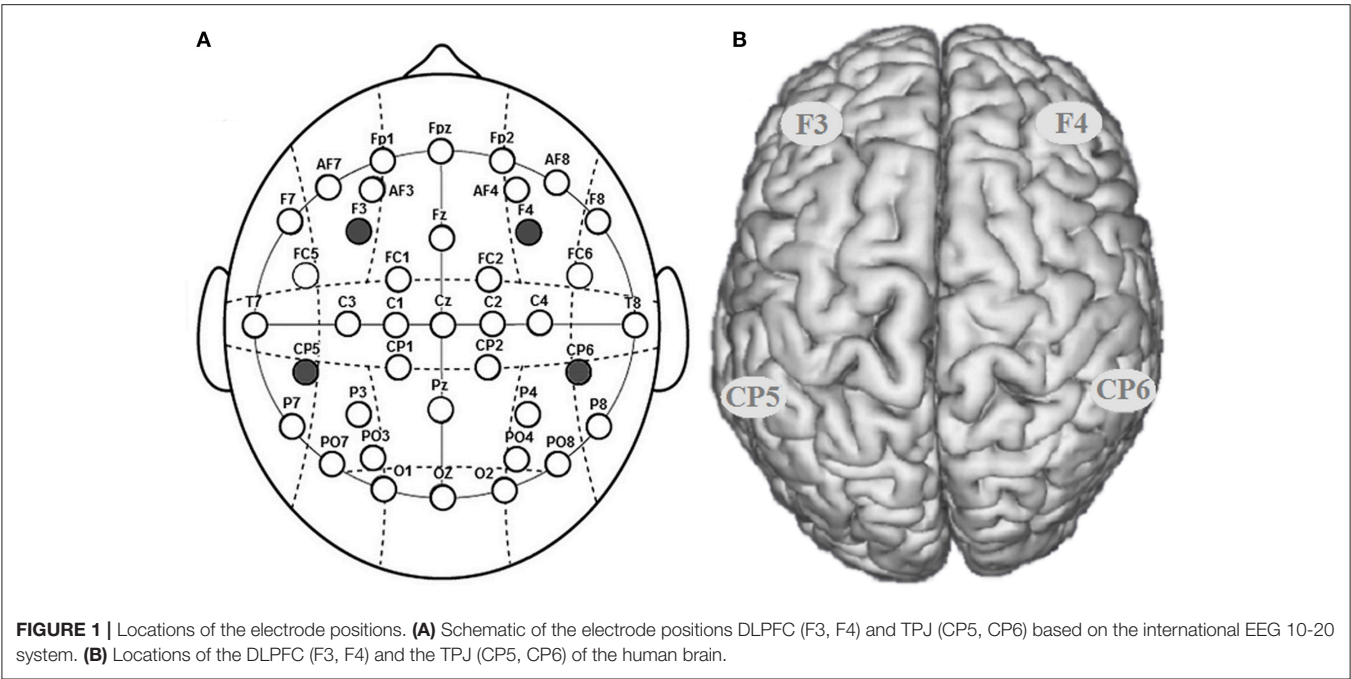 A
B
Fpz
Fp1
Fp2
AF7
AF8
AF3
AF4
F7
F3
Fz
F4
F8
FC5
FC1
FC2
FC6
T7
C3
C1
Cz
C2
C4
T8
CP5
CP1
CP2
CP6
P7
P3
Pz
P4
P8
PO7
PO3
PO4
PO8
O1
OZ
O2
F3
F4
CP5
CP6
FIGURE 1 | Locations of the electrode positions. (A) Schematic of the electrode positions DLPFC (F3, F4) and TPJ (CP5, CP6) based on the international EEG 10-20
system. (B) Locations of the DLPFC (F3, F4) and the TPJ (CP5, CP6) of the human brain.